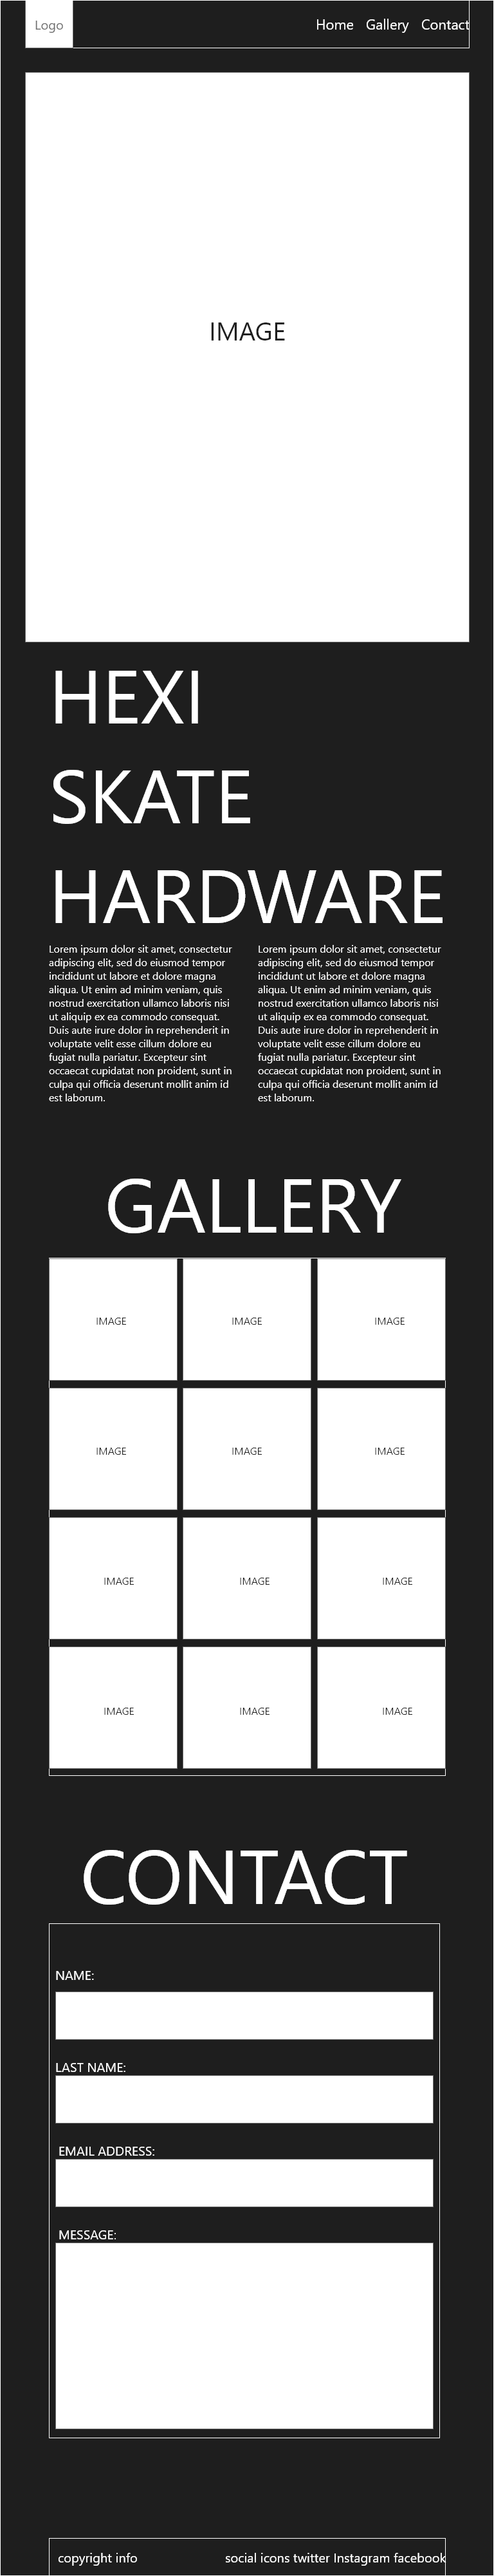 Logo
Home Gallery Contact
IMAGE
HEXI
SKATE
HARDWARE
Lorem ipsum dolor sit amet, consectetur
adipiscing elit, sed do eiusmod tempor
incididunt ut labore et dolore magna
aliqua. Ut enim ad minim veniam, quis
nostrud exercitation ullamco laboris nisi
ut aliquip ex ea commodo consequat.
Duis aute irure dolor in reprehenderit in
voluptate velit esse cillum dolore eu
fugiat nulla pariatur. Excepteur sint
occaecat cupidatat non proident, sunt in
culpa qui officia deserunt mollit anim id
est laborum.
Lorem ipsum dolor sit amet, consectetur
adipiscing elit, sed do eiusmod tempor
incididunt ut labore et dolore magna
aliqua. Ut enim ad minim veniam, quis
nostrud exercitation ullamco laboris nisi
ut aliquip ex ea commodo consequat.
Duis aute irure dolor in reprehenderit in
voluptate velit esse cillum dolore eu
fugiat nulla pariatur. Excepteur sint
occaecat cupidatat non proident, sunt in
culpa qui officia deserunt mollit anim id
est laborum.
GALLERY
IMAGE IMAGE IMAGE
IMAGE IMAGE IMAGE
IMAGE IMAGE IMAGE
IMAGE IMAGE IMAGE
CONTACT
NAME:
LAST NAME:
EMAIL ADDRESS:
MESSAGE:
copyright info social icons twitter Instagram facebook